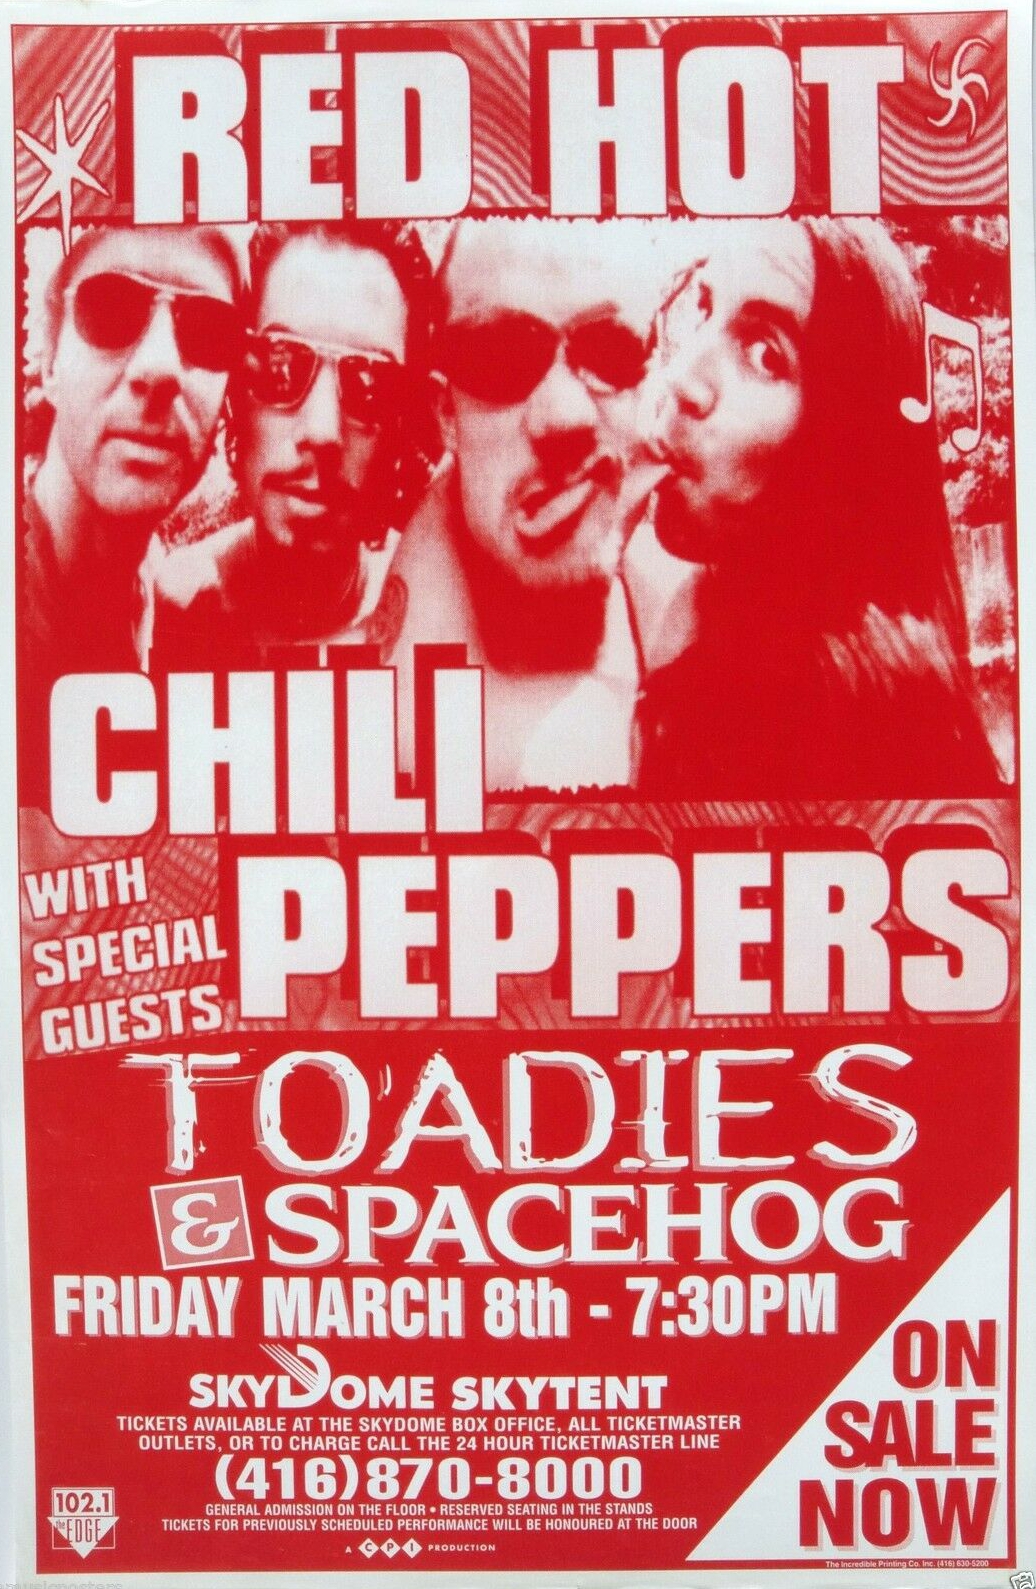 RED HOT
CHILI
PEPPERS
WITH
SPECIAL
GUESTS
TOADIES
& SPACEHOG
FRIDAY MARCH 8th - 7:30PM
SKYDOME SKYTENT
TICKETS AVAILABLE AT THE SKYDOME BOX OFFICE, ALL TICKETMASTER
OUTLETS, OR TO CHARGE CALL THE 24 HOUR TICKETMASTER LINE
(416) 870-8000
GENERAL ADMISSION ON THE FLOOR • RESERVED SEATING IN THE STANDS
TICKETS FOR PREVIOUSLY SCHEDULED PERFORMANCE WILL BE HONOURED AT THE DOOR
A CPI PRODUCTION
102.1
the EDGE
ON
SALE
NOW
The Incredible Printing Co. Inc. (416) 630-5200